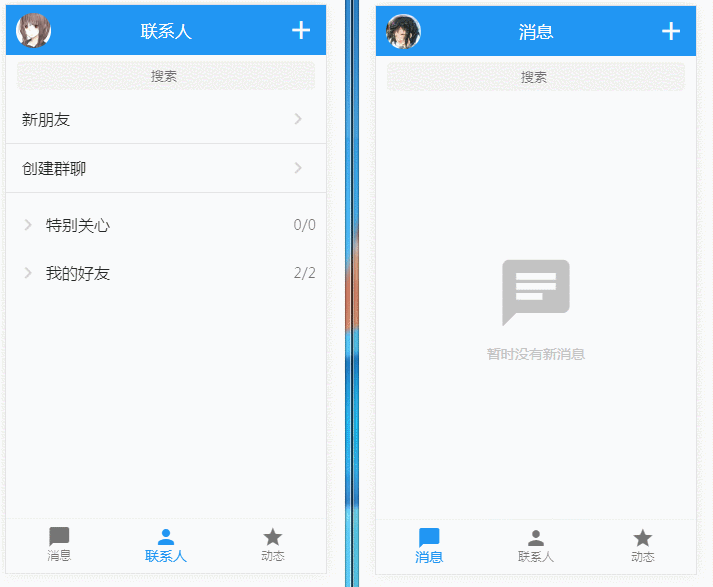 联系人
搜索
新朋友
创建群聊
特别关心 0/0
我的好友 2/2
消息 联系人 动态
消息
搜索
暂时没有新消息
消息 联系人 动态